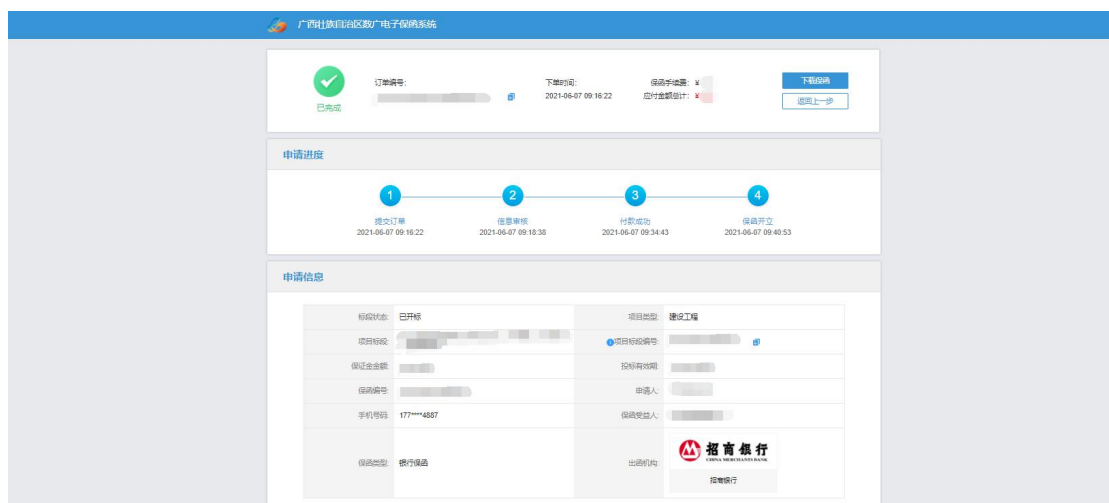 广西壮族自治区数广电子保函系统
订单编号: 下单时间: 保函手续费: ¥ 下载保函
2021-06-07 09:16:22 应付金额总计: ¥
已完成 返回上一步
申请进度
1 2 3 4
提交订单 信息审核 付款成功 保函开立
2021-06-07 09:16:22 2021-06-07 09:18:38 2021-06-07 09:34:43 2021-06-07 09:40:53
申请信息
标段状态: 已开标 项目类型: 建设工程
项目标段: 项目标段编号:
保证金金额: 投标有效期:
保函编号: 申请人:
手机号码: 177****4887 保函受益人:
招商银行
CHINA MERCHANTS BANK
保函类型: 银行保函 出函机构:
招商银行